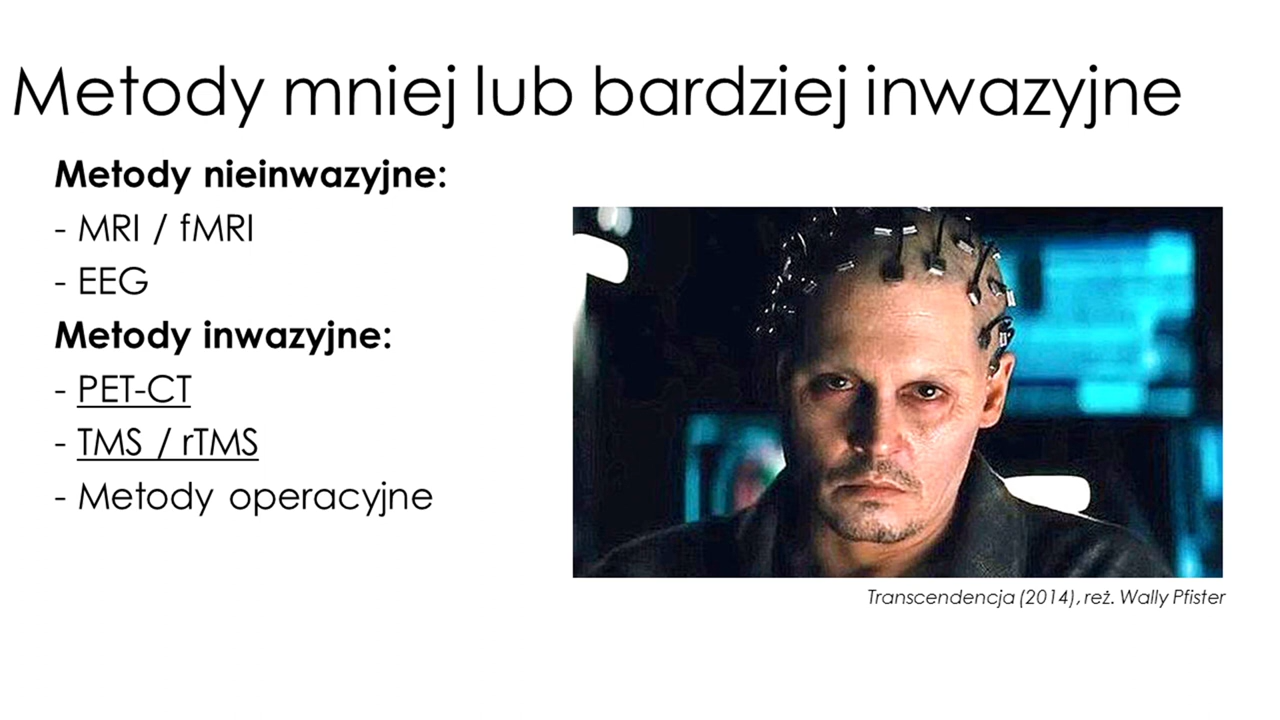 Metody mniej lub bardziej inwazyjne
Metody nieinwazyjne:
- MRI / fMRI
- EEG
Metody inwazyjne:
- PET-CT
- TMS / rTMS
- Metody operacyjne
Transcendencja (2014), reż. Wally Pfister